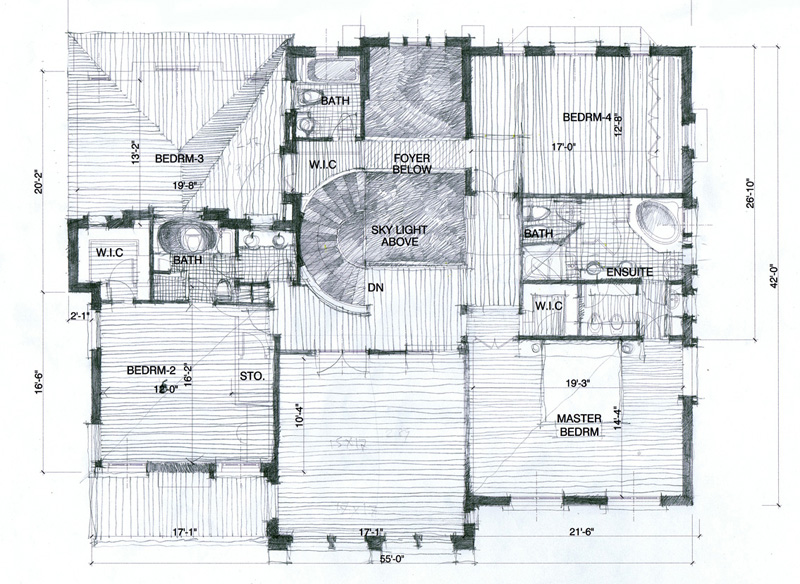 BATH
BEDRM-4
12'-8"
17'-0"
13'-2"
BEDRM-3
19'-8"
W.I.C
FOYER
BELOW
20'-2"
26'-10"
SKY LIGHT
ABOVE
BATH
W.I.C
BATH
ENSUITE
42'-0"
DN
W.I.C
2'-1"
16'-6"
BEDRM-2
16'-2"
STO.
19'-3"
10'-4"
MASTER
BEDRM
14'-4"
17'-1"
17'-1"
21'-6"
55'-0"